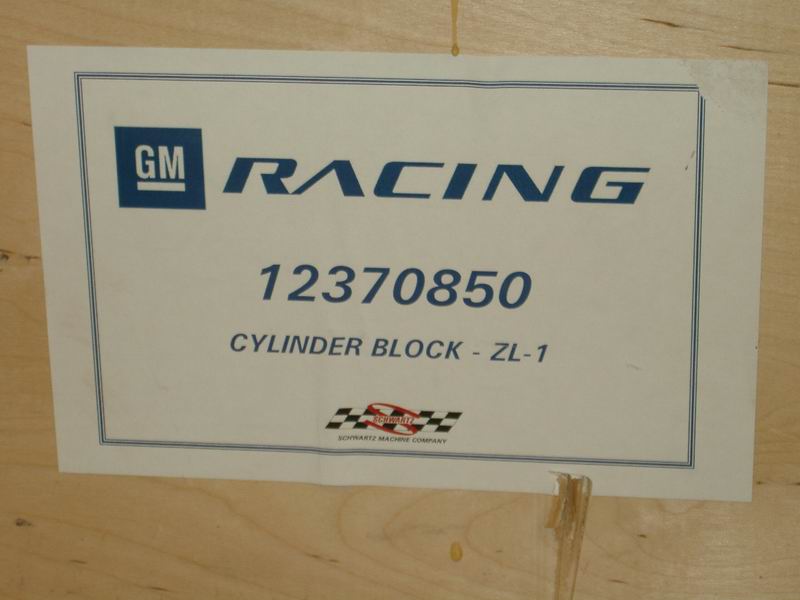 GM RACING
12370850
CYLINDER BLOCK - ZL-1
SCHWARTZ
SCHWARTZ MACHINE COMPANY